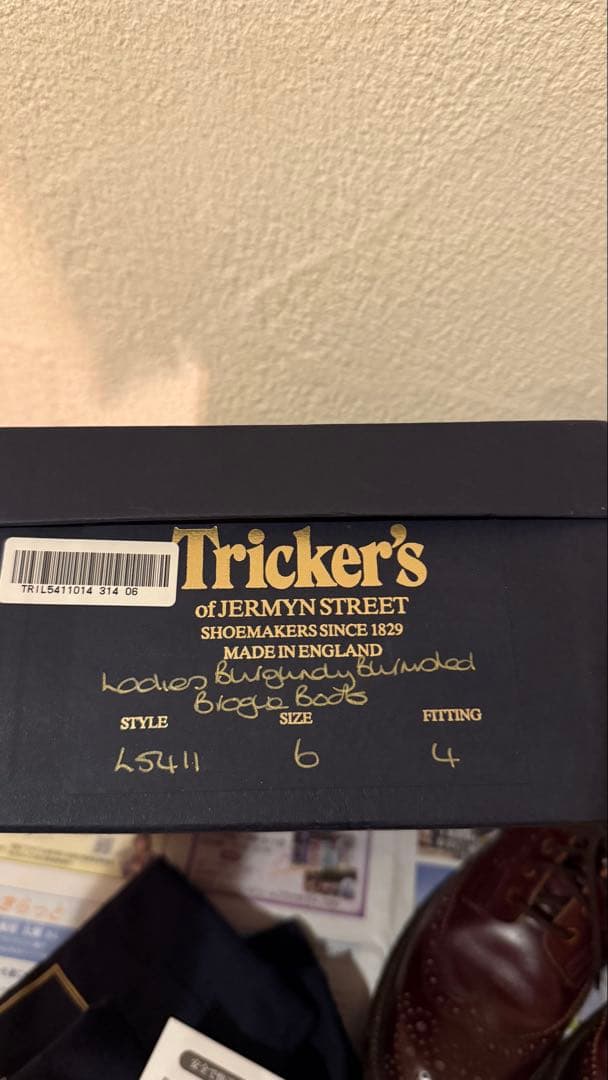 Tricker's
TRIL5411014 314 06
of JERMYN STREET
SHOEMAKERS SINCE 1829
MADE IN ENGLAND
Ladies Burgundy Burnished
Brogue Boots
STYLE SIZE FITTING
L5411 6 4